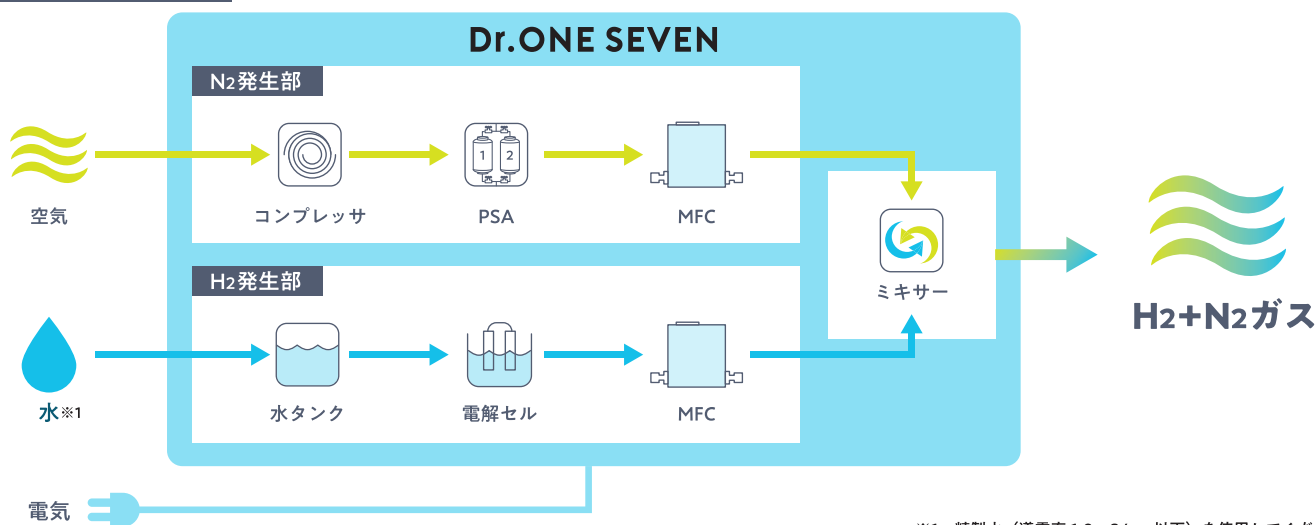 Dr.ONE SEVEN
N2発生部
空気
コンプレッサ
PSA
1
2
MFC
ミキサー
H2+N2ガス
H2発生部
水※1
水タンク
電解セル
MFC
電気